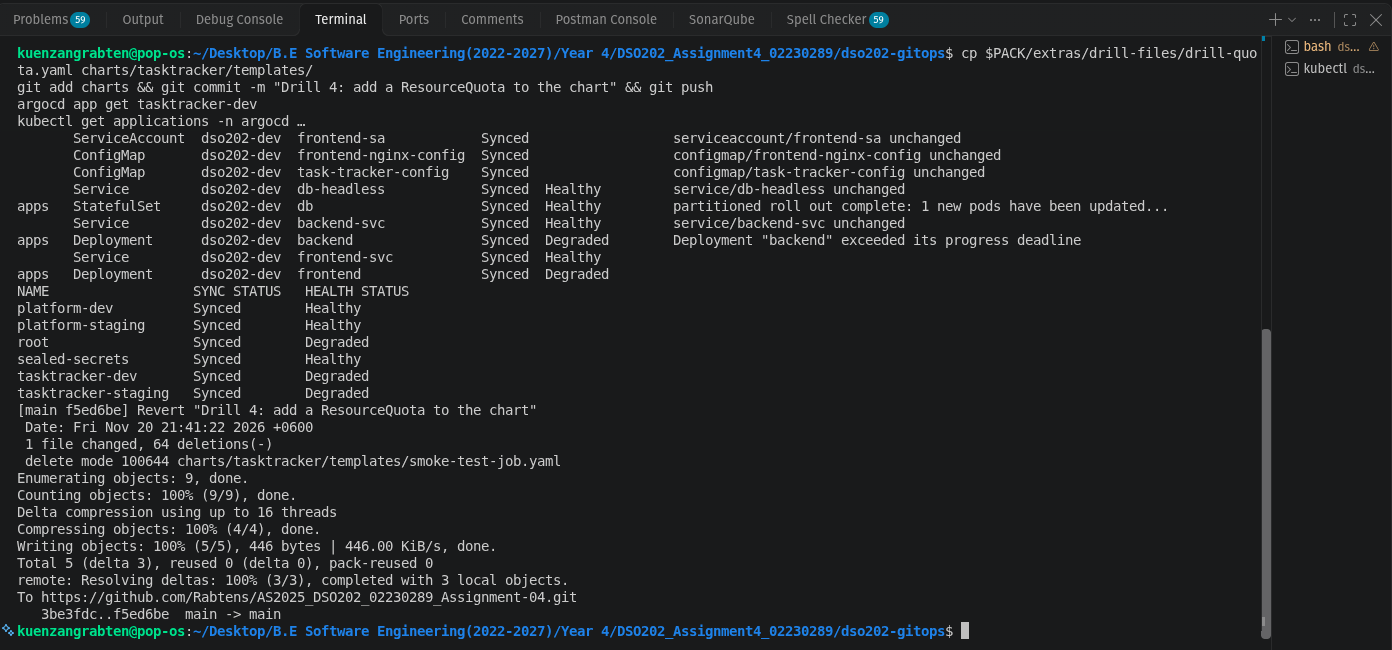 Problems 59 Output Debug Console Terminal Ports Comments Postman Console SonarQube Spell Checker 59
kuenzangrabten@pop-os:~/Desktop/B.E Software Engineering(2022-2027)/Year 4/DSO202_Assignment4_02230289/dso202-gitops$ cp $PACK/extras/drill-files/drill-quo
ta.yaml charts/tasktracker/templates/
git add charts && git commit -m "Drill 4: add a ResourceQuota to the chart" && git push
argocd app get tasktracker-dev
kubectl get applications -n argocd …
ServiceAccount dso202-dev frontend-sa Synced serviceaccount/frontend-sa unchanged
ConfigMap dso202-dev frontend-nginx-config Synced configmap/frontend-nginx-config unchanged
ConfigMap dso202-dev task-tracker-config Synced configmap/task-tracker-config unchanged
Service dso202-dev db-headless Synced Healthy service/db-headless unchanged
apps StatefulSet dso202-dev db Synced Healthy partitioned roll out complete: 1 new pods have been updated...
Service dso202-dev backend-svc Synced Healthy service/backend-svc unchanged
apps Deployment dso202-dev backend Synced Degraded Deployment "backend" exceeded its progress deadline
Service dso202-dev frontend-svc Synced Healthy
apps Deployment dso202-dev frontend Synced Degraded
NAME SYNC STATUS HEALTH STATUS
platform-dev Synced Healthy
platform-staging Synced Healthy
root Synced Degraded
sealed-secrets Synced Healthy
tasktracker-dev Synced Degraded
tasktracker-staging Synced Degraded
[main f5ed6be] Revert "Drill 4: add a ResourceQuota to the chart"
Date: Fri Nov 20 21:41:22 2026 +0600
1 file changed, 64 deletions(-)
delete mode 100644 charts/tasktracker/templates/smoke-test-job.yaml
Enumerating objects: 9, done.
Counting objects: 100% (9/9), done.
Delta compression using up to 16 threads
Compressing objects: 100% (4/4), done.
Writing objects: 100% (5/5), 446 bytes | 446.00 KiB/s, done.
Total 5 (delta 3), reused 0 (delta 0), pack-reused 0
remote: Resolving deltas: 100% (3/3), completed with 3 local objects.
To https://github.com/Rabtens/AS2025_DSO202_02230289_Assignment-04.git
3be3fdc..f5ed6be main -> main
kuenzangrabten@pop-os:~/Desktop/B.E Software Engineering(2022-2027)/Year 4/DSO202_Assignment4_02230289/dso202-gitops$
bash ds...
kubectl ds...